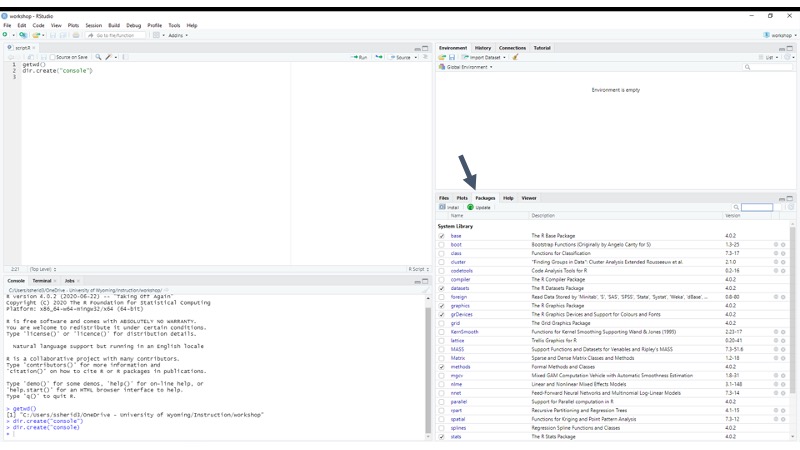 workshop - RStudio
File Edit Code View Plots Session Build Debug Profile Tools Help
Go to file/function Addins workshop
script.R
Source on Save Run Source
1 getwd()
2 dir.create("console")
3
2:21 (Top Level) R Script
Console Terminal Jobs
C:/Users/ssherid3/OneDrive - University of Wyoming/Instruction/workshop/
R version 4.0.2 (2020-06-22) -- "Taking Off Again"
Copyright (C) 2020 The R Foundation for Statistical Computing
Platform: x86_64-w64-mingw32/x64 (64-bit)
R is free software and comes with ABSOLUTELY NO WARRANTY.
You are welcome to redistribute it under certain conditions.
Type 'license()' or 'licence()' for distribution details.
Natural language support but running in an English locale
R is a collaborative project with many contributors.
Type 'contributors()' for more information and
'citation()' on how to cite R or R packages in publications.
Type 'demo()' for some demos, 'help()' for on-line help, or
'help.start()' for an HTML browser interface to help.
Type 'q()' to quit R.
> getwd()
[1] "C:/Users/ssherid3/OneDrive - University of Wyoming/Instruction/workshop"
> dir.create("console")
> dir.create("console)
+
Environment History Connections Tutorial
Import Dataset List
Global Environment
Environment is empty
Files Plots Packages Help Viewer
Install Update
Name Description Version
System Library
base The R Base Package 4.0.2
boot Bootstrap Functions (Originally by Angelo Canty for S) 1.3-25
class Functions for Classification 7.3-17
cluster "Finding Groups in Data": Cluster Analysis Extended Rousseeuw et al. 2.1.0
codetools Code Analysis Tools for R 0.2-16
compiler The R Compiler Package 4.0.2
datasets The R Datasets Package 4.0.2
foreign Read Data Stored by 'Minitab', 'S', 'SAS', 'SPSS', 'Stata', 'Systat', 'Weka', 'dBase', ... 0.8-80
graphics The R Graphics Package 4.0.2
grDevices The R Graphics Devices and Support for Colours and Fonts 4.0.2
grid The Grid Graphics Package 4.0.2
KernSmooth Functions for Kernel Smoothing Supporting Wand & Jones (1995) 2.23-17
lattice Trellis Graphics for R 0.20-41
MASS Support Functions and Datasets for Venables and Ripley's MASS 7.3-51.6
Matrix Sparse and Dense Matrix Classes and Methods 1.2-18
methods Formal Methods and Classes 4.0.2
mgcv Mixed GAM Computation Vehicle with Automatic Smoothness Estimation 1.8-31
nlme Linear and Nonlinear Mixed Effects Models 3.1-148
nnet Feed-Forward Neural Networks and Multinomial Log-Linear Models 7.3-14
parallel Support for Parallel computation in R 4.0.2
rpart Recursive Partitioning and Regression Trees 4.1-15
spatial Functions for Kriging and Point Pattern Analysis 7.3-12
splines Regression Spline Functions and Classes 4.0.2
stats The R Stats Package 4.0.2